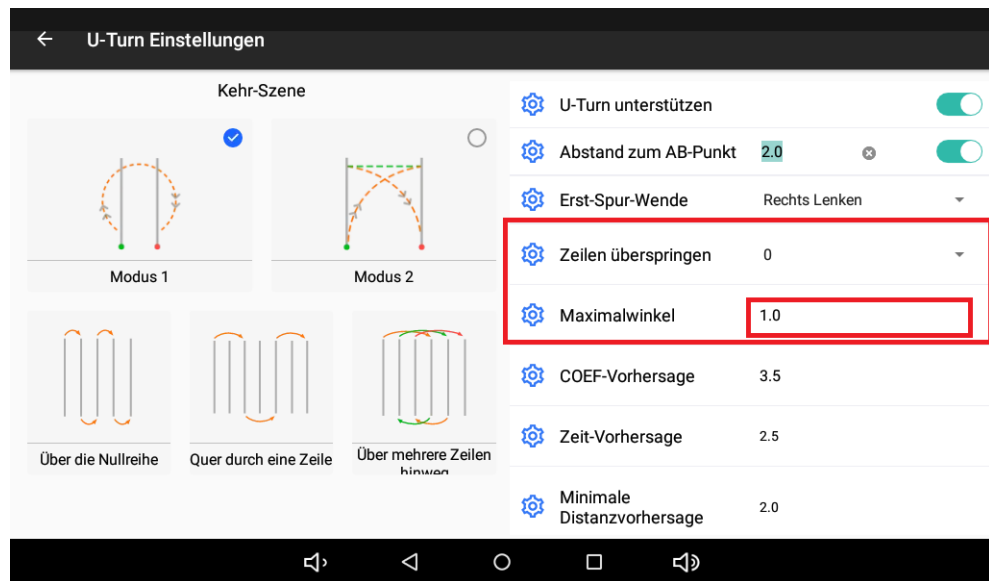 U-Turn Einstellungen
Kehr-Szene
Modus 1
Modus 2
Über die Nullreihe
Quer durch eine Zeile
Über mehrere Zeilen
hinweg
U-Turn unterstützen
Abstand zum AB-Punkt 2.0
Erst-Spur-Wende Rechts Lenken
Zeilen überspringen 0
Maximalwinkel 1.0
COEF-Vorhersage 3.5
Zeit-Vorhersage 2.5
Minimale
Distanzvorhersage 2.0